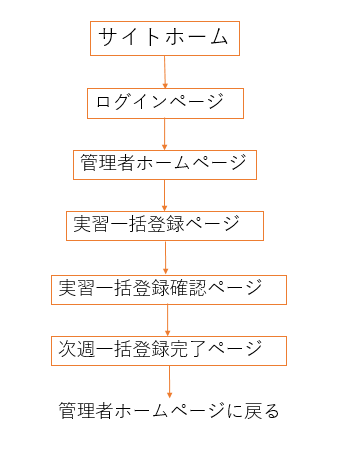 サイトホーム
ログインページ
管理者ホームページ
実習一括登録ページ
実習一括登録確認ページ
次週一括登録完了ページ
管理者ホームページに戻る